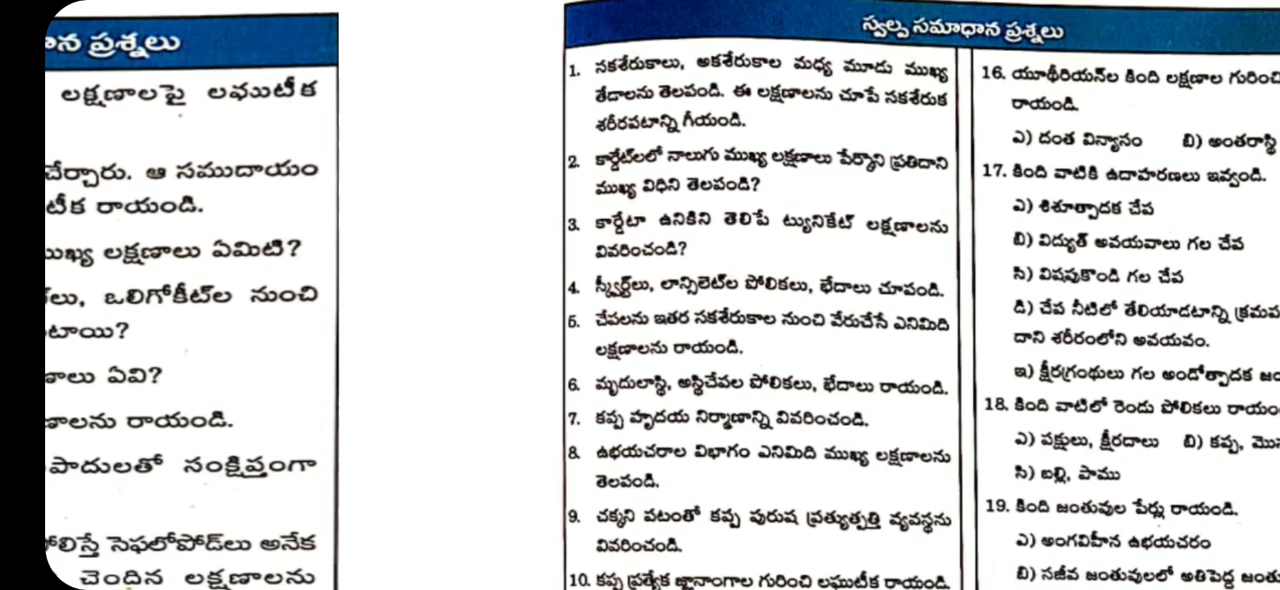 న ప్రశ్నలు
లక్షణాలపై లఘుటీక
చేర్చారు. ఆ సముదాయం
టీక రాయండి.
ముఖ్య లక్షణాలు ఏమిటి?
లు, ఒలిగోకీట్‌ల నుంచి
టాయి?
ణాలు ఏవి?
ణాలను రాయండి.
పాదులతో సంక్షిప్తంగా
పోలిస్తే సెఫలోపోడ్‌లు అనేక
చెందిన లక్షణాలను
స్వల్ప సమాధాన ప్రశ్నలు
1. సకశేరుకాలు, అకశేరుకాల మధ్య మూడు ముఖ్య
భేదాలను తెలపండి. ఈ లక్షణాలను చూపే సకశేరుక
శరీరపటాన్ని గీయండి.
2. కార్డేట్‌లలో నాలుగు ముఖ్య లక్షణాలు పేర్కొని ప్రతిదాని
ముఖ్య విధిని తెలపండి?
3. కార్డేటా ఉనికిని తెలిపే ట్యునికేట్ లక్షణాలను
వివరించండి?
4. స్క్విర్ట్‌లు, లాన్సిలెట్‌ల పోలికలు, భేదాలు చూపండి.
5. చేపలను ఇతర సకశేరుకాల నుంచి వేరుచేసే ఎనిమిది
లక్షణాలను రాయండి.
6. మృదులాస్థి, అస్థిచేపల పోలికలు, భేదాలు రాయండి.
7. కప్ప హృదయ నిర్మాణాన్ని వివరించండి.
8. ఉభయచరాల విభాగం ఎనిమిది ముఖ్య లక్షణాలను
తెలపండి.
9. చక్కని పటంతో కప్ప పురుష ప్రత్యుత్పత్తి వ్యవస్థను
వివరించండి.
10. కప్ప ప్రత్యేక జ్ఞానాంగాల గురించి లఘుటీక రాయండి.
16. యూథీరియన్‌ల కింది లక్షణాల గురించి
రాయండి.
ఎ) దంత విన్యాసం బి) అంతరాస్థి
17. కింది వాటికి ఉదాహరణలు ఇవ్వండి.
ఎ) శిశూత్పాదక చేప
బి) విద్యుత్ అవయవాలు గల చేప
సి) విషపుకొండి గల చేప
డి) చేప నీటిలో తేలియాడటాన్ని క్రమప
దాని శరీరంలోని అవయవం.
ఇ) క్షీరగ్రంథులు గల అండోత్పాదక జం
18. కింది వాటిలో రెండు పోలికలు రాయం
ఎ) పక్షులు, క్షీరదాలు బి) కప్ప, మొస
సి) బల్లి, పాము
19. కింది జంతువుల పేర్లు రాయండి.
ఎ) అంగవిహీన ఉభయచరం
బి) సజీవ జంతువులలో అతిపెద్ద జంతు